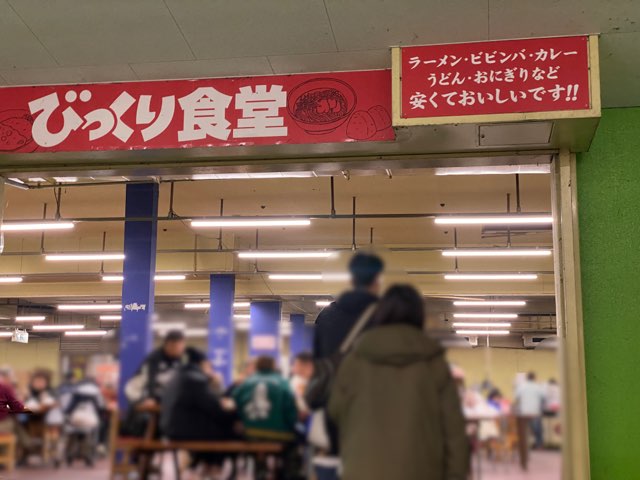 びっくり食堂
ラーメン・ビビンバ・カレー
うどん・おにぎりなど
安くておいしいです!!